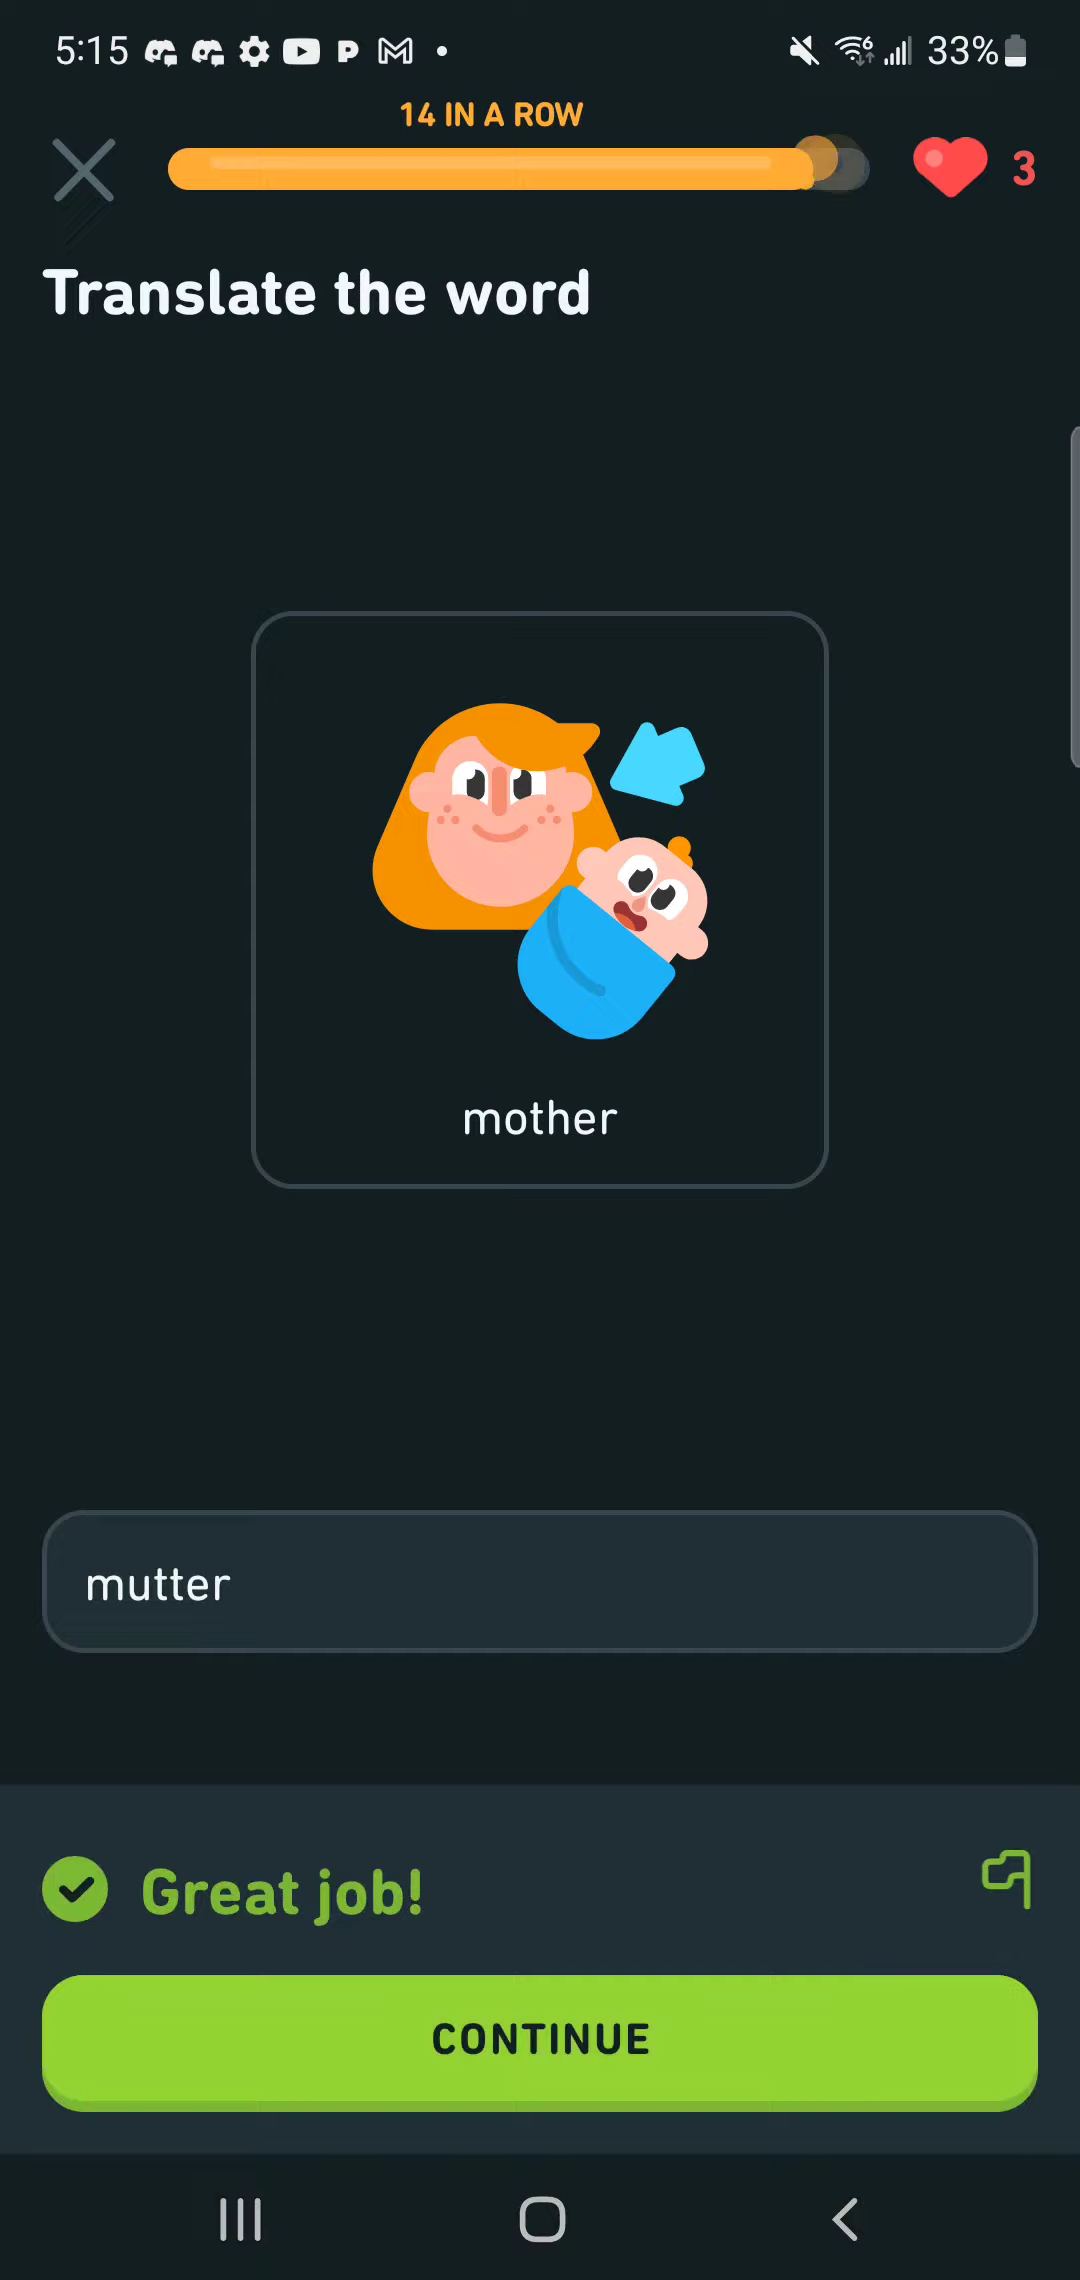 5:15
33%
14 IN A ROW
3
Translate the word
mother
mutter
Great job!
CONTINUE